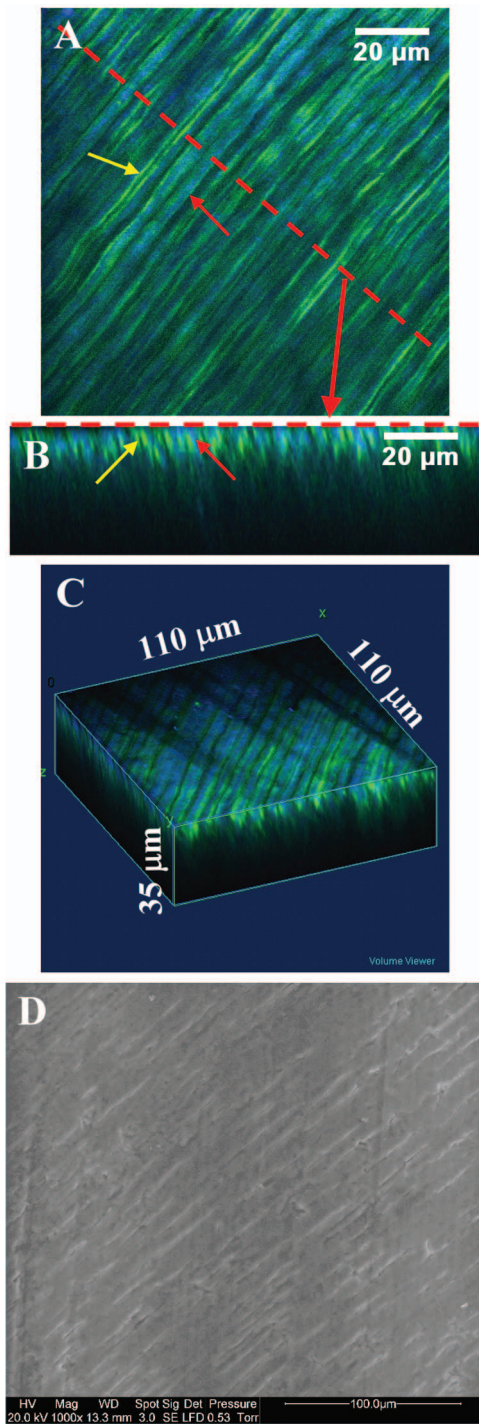 A
20 μm
B
20 μm
C
x
110 μm
110 μm
0
z
35 μm
Volume Viewer
D
HV Mag WD Spot Sig Det Pressure
20.0 kV 1000x 13.3 mm 3.0 SE LFD 0.53 Torr
100.0μm